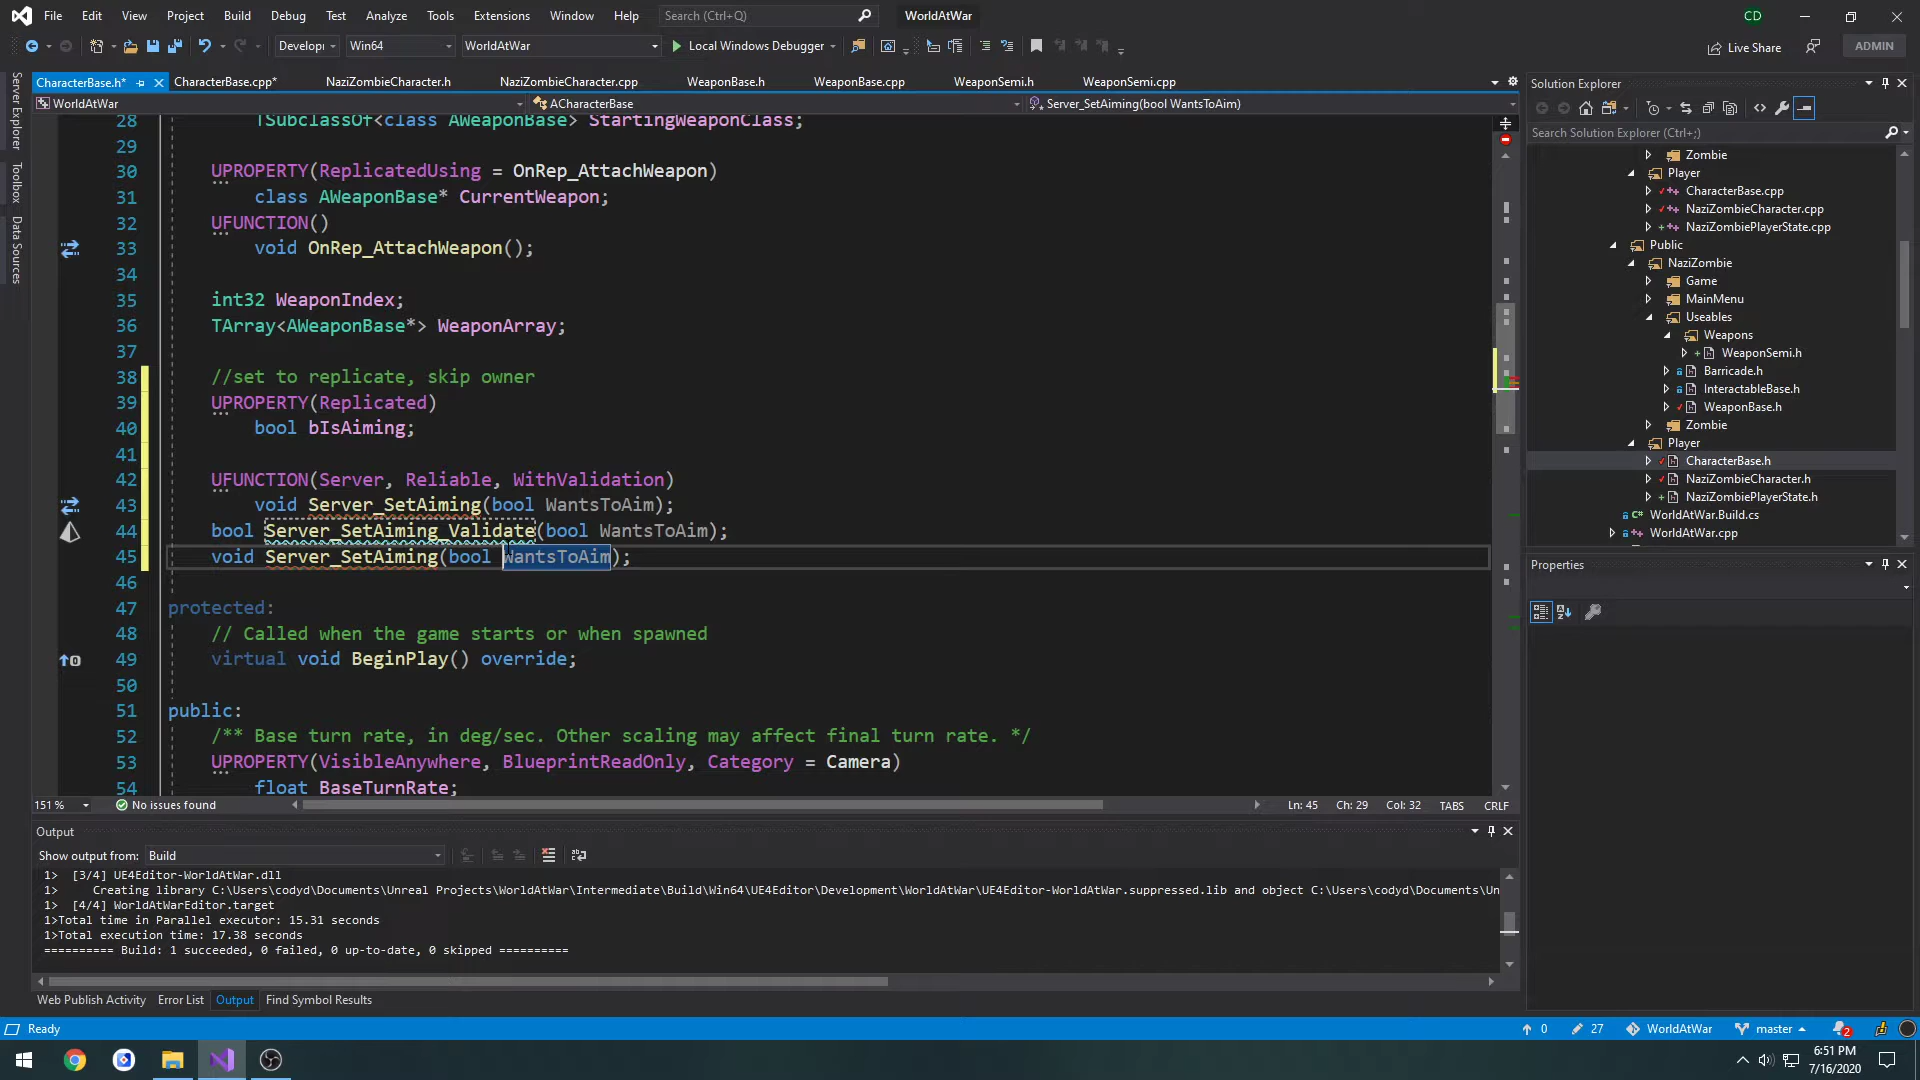 File Edit View Project Build Debug Test Analyze Tools Extensions Window Help Search (Ctrl+Q) WorldAtWar CD
Develop Win64 WorldAtWar Local Windows Debugger Live Share ADMIN
CharacterBase.h* CharacterBase.cpp* NaziZombieCharacter.h NaziZombieCharacter.cpp WeaponBase.h WeaponBase.cpp WeaponSemi.h WeaponSemi.cpp
WorldAtWar ACharacterBase Server_SetAiming(bool WantsToAim)
Server Explorer
Toolbox
Data Sources
28 TSubclassOf<class AWeaponBase> StartingWeaponClass;
29
30 UPROPERTY(ReplicatedUsing = OnRep_AttachWeapon)
31 class AWeaponBase* CurrentWeapon;
32 UFUNCTION()
33 void OnRep_AttachWeapon();
34
35 int32 WeaponIndex;
36 TArray<AWeaponBase*> WeaponArray;
37
38 //set to replicate, skip owner
39 UPROPERTY(Replicated)
40 bool bIsAiming;
41
42 UFUNCTION(Server, Reliable, WithValidation)
43 void Server_SetAiming(bool WantsToAim);
44 bool Server_SetAiming_Validate(bool WantsToAim);
45 void Server_SetAiming(bool WantsToAim);
46
47 protected:
48 // Called when the game starts or when spawned
49 virtual void BeginPlay() override;
50
51 public:
52 /** Base turn rate, in deg/sec. Other scaling may affect final turn rate. */
53 UPROPERTY(VisibleAnywhere, BlueprintReadOnly, Category = Camera)
54 float BaseTurnRate;
151 % No issues found Ln: 45 Ch: 29 Col: 32 TABS CRLF
Output
Show output from: Build
1> [3/4] UE4Editor-WorldAtWar.dll
1> Creating library C:\Users\codyd\Documents\Unreal Projects\WorldAtWar\Intermediate\Build\Win64\UE4Editor\Development\WorldAtWar\UE4Editor-WorldAtWar.suppressed.lib and object C:\Users\codyd\Documents\Un
1> [4/4] WorldAtWarEditor.target
1>Total time in Parallel executor: 15.31 seconds
1>Total execution time: 17.38 seconds
========== Build: 1 succeeded, 0 failed, 0 up-to-date, 0 skipped ==========
Web Publish Activity Error List Output Find Symbol Results
Solution Explorer
Search Solution Explorer (Ctrl+;)
Zombie
Player
CharacterBase.cpp
NaziZombieCharacter.cpp
NaziZombiePlayerState.cpp
Public
NaziZombie
Game
MainMenu
Useables
Weapons
WeaponSemi.h
Barricade.h
InteractableBase.h
WeaponBase.h
Zombie
Player
CharacterBase.h
NaziZombieCharacter.h
NaziZombiePlayerState.h
WorldAtWar.Build.cs
WorldAtWar.cpp
Properties
Ready 0 27 WorldAtWar master 2
6:51 PM
7/16/2020